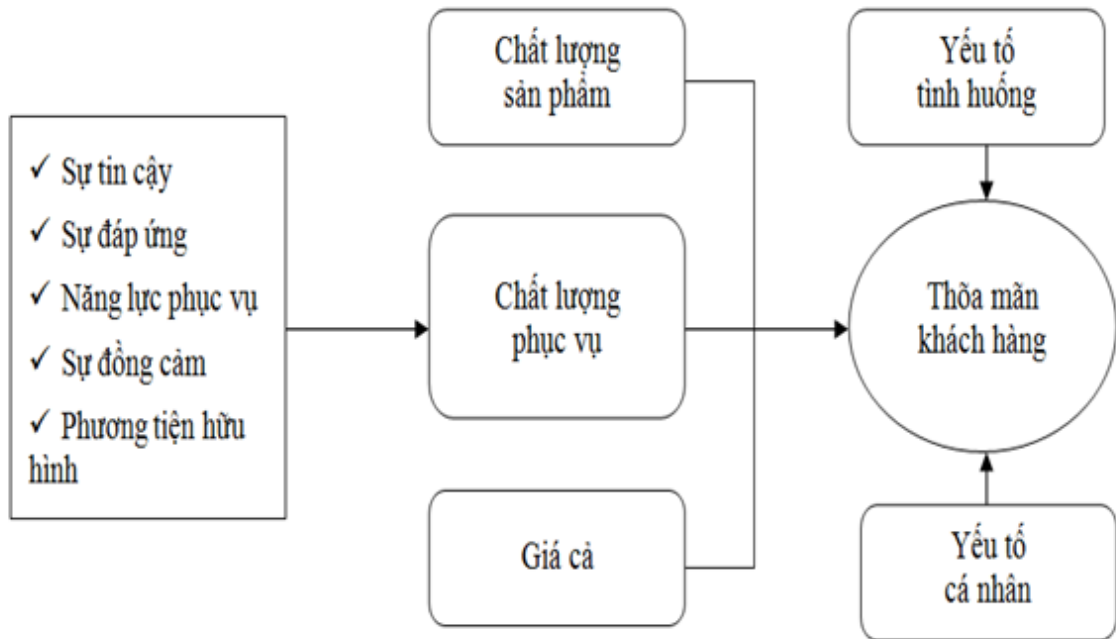 ✓ Sự tin cậy
✓ Sự đáp ứng
✓ Năng lực phục vụ
✓ Sự đồng cảm
✓ Phương tiện hữu
hình
Chất lượng
sản phẩm
Chất lượng
phục vụ
Giá cả
Yếu tố
tình huống
Thõa mãn
khách hàng
Yếu tố
cá nhân